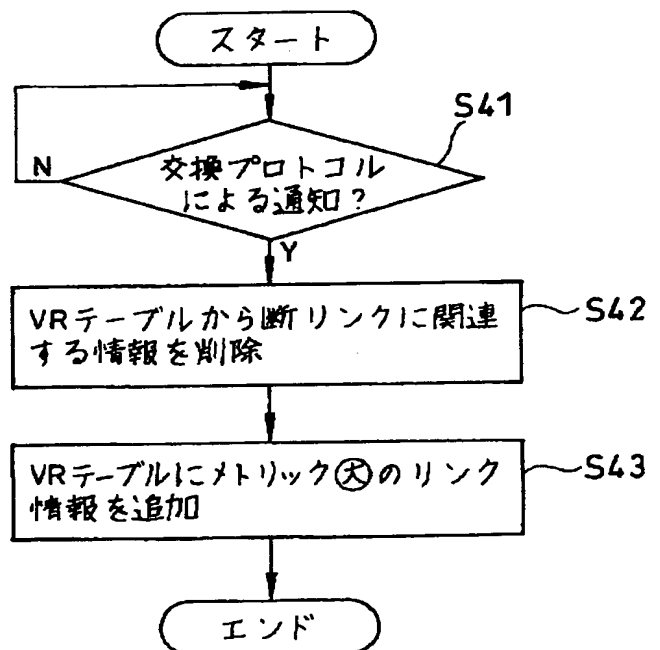 スタート
S41
N
交換プロトコル
による通知？
Y
VRテーブルから断リンクに関連
する情報を削除
S42
VRテーブルにメトリック㊛のリンク
情報を追加
S43
エンド